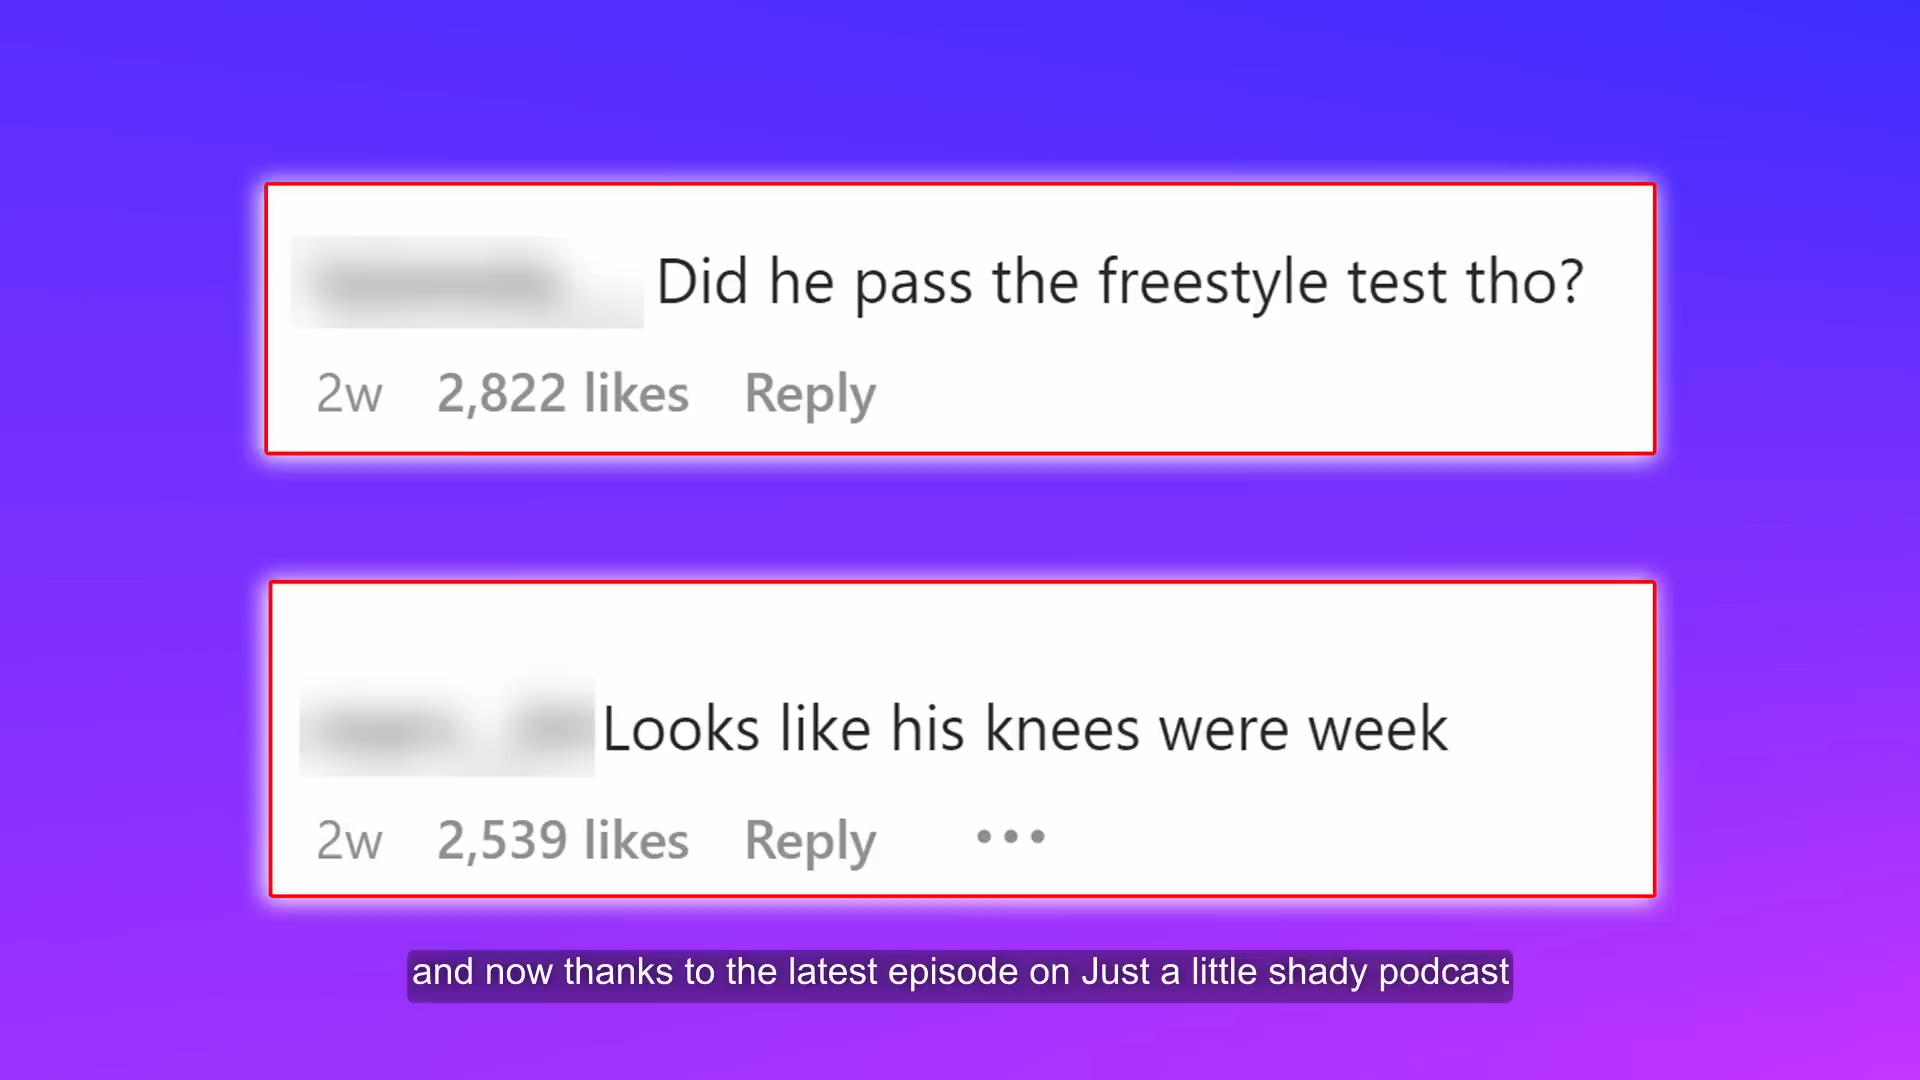 Did he pass the freestyle test tho?
2w 2,822 likes Reply
Looks like his knees were week
2w 2,539 likes Reply
and now thanks to the latest episode on Just a little shady podcast